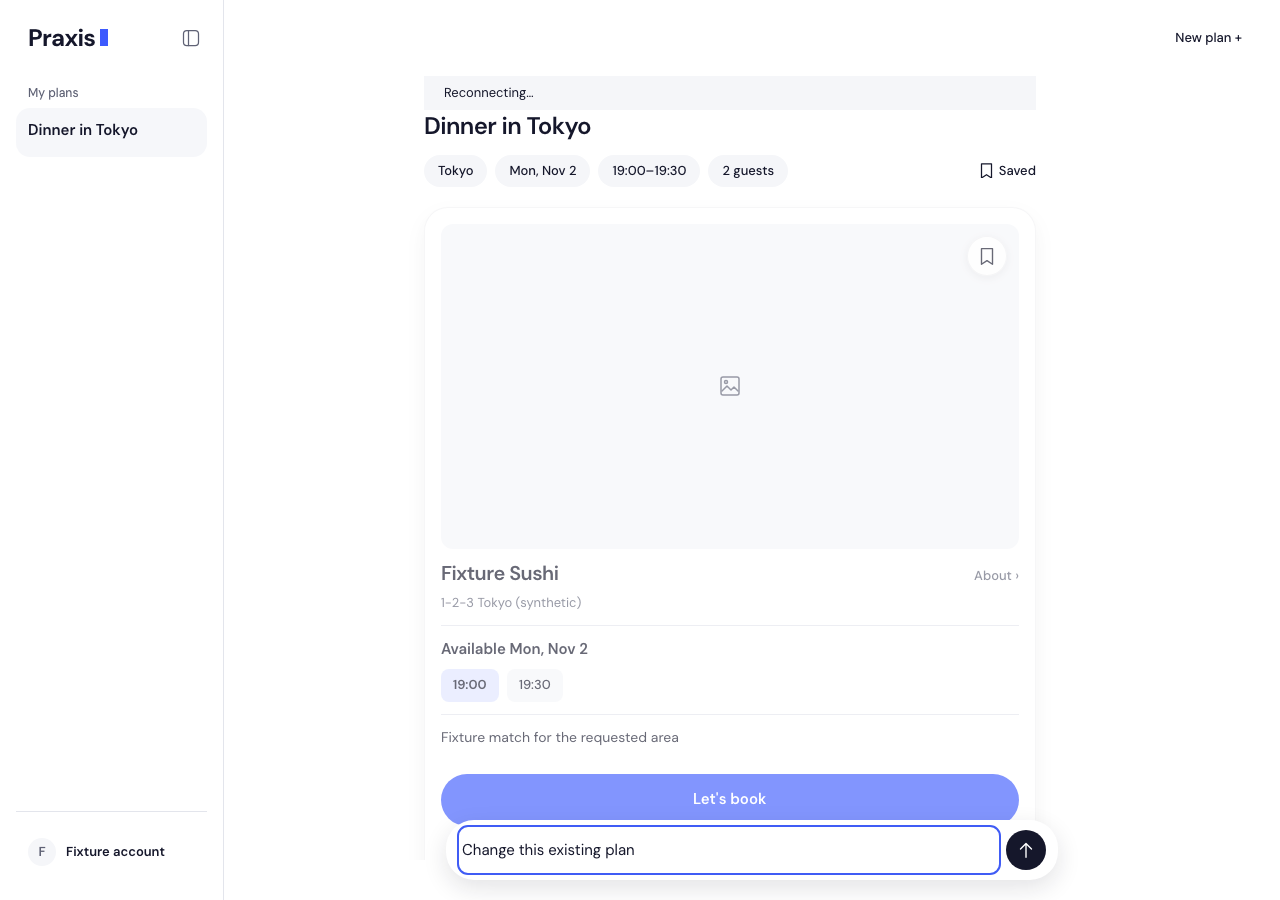 Praxis
New plan +
My plans
Dinner in Tokyo
Reconnecting…
Dinner in Tokyo
Tokyo
Mon, Nov 2
19:00–19:30
2 guests
Saved
Fixture Sushi
About ›
1-2-3 Tokyo (synthetic)
Available Mon, Nov 2
19:00
19:30
Fixture match for the requested area
Let's book
Change this existing plan
F
Fixture account